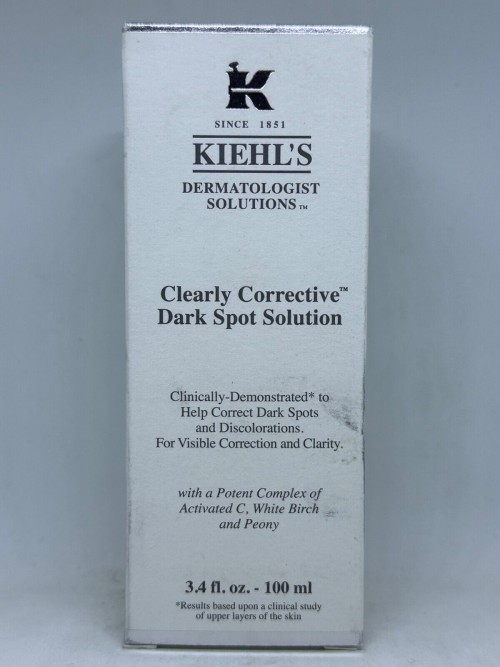 K
SINCE 1851
KIEHL'S
DERMATOLOGIST
SOLUTIONS™
Clearly Corrective™
Dark Spot Solution
Clinically-Demonstrated* to
Help Correct Dark Spots
and Discolorations.
For Visible Correction and Clarity.
with a Potent Complex of
Activated C, White Birch
and Peony
3.4 fl. oz. - 100 ml
*Results based upon a clinical study
of upper layers of the skin